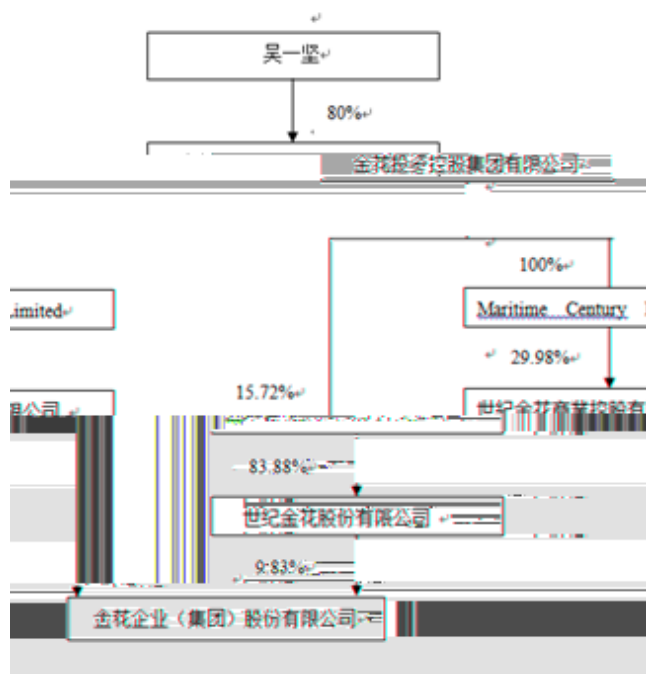 吴一坚
80%
金花投资控股集团有限公司
100%
Limited
Maritime Century
29.98%
15.72%
限公司
世纪金花商业控股有
83.88%
世纪金花股份有限公司
9.83%
金花企业（集团）股份有限公司